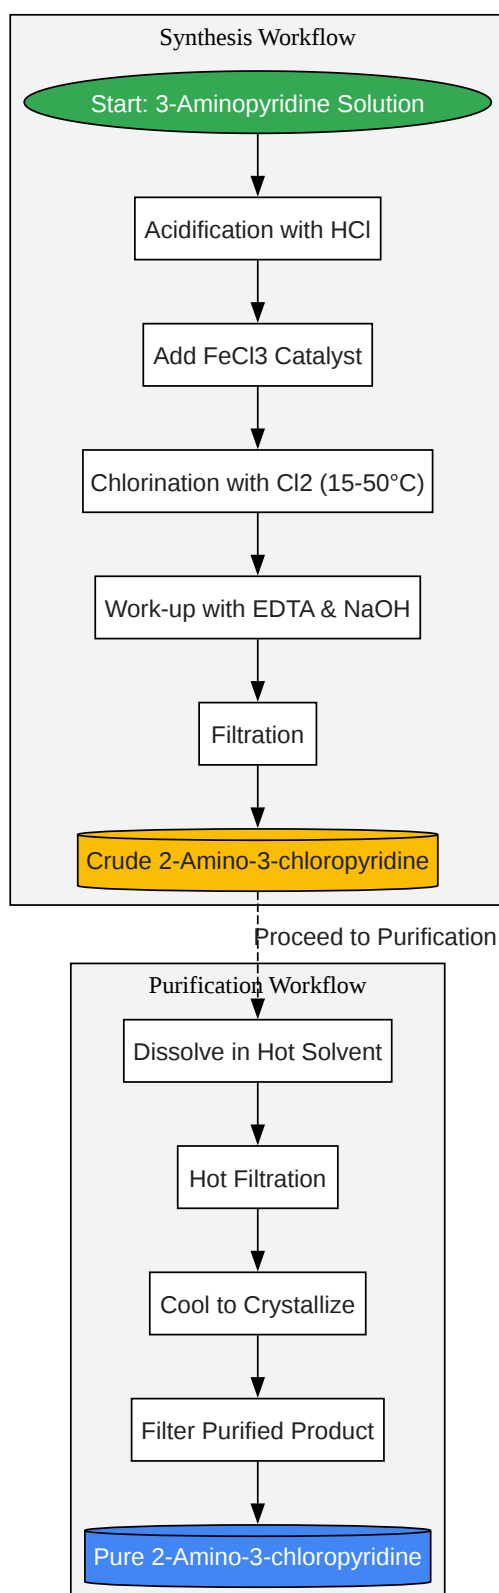 Synthesis Workflow
Start: 3-Aminopyridine Solution
Acidification with HCl
Add FeCl3 Catalyst
Chlorination with Cl2 (15-50°C)
Work-up with EDTA & NaOH
Filtration
Crude 2-Amino-3-chloropyridine
Proceed to Purification
Purification Workflow
Dissolve in Hot Solvent
Hot Filtration
Cool to Crystallize
Filter Purified Product
Pure 2-Amino-3-chloropyridine